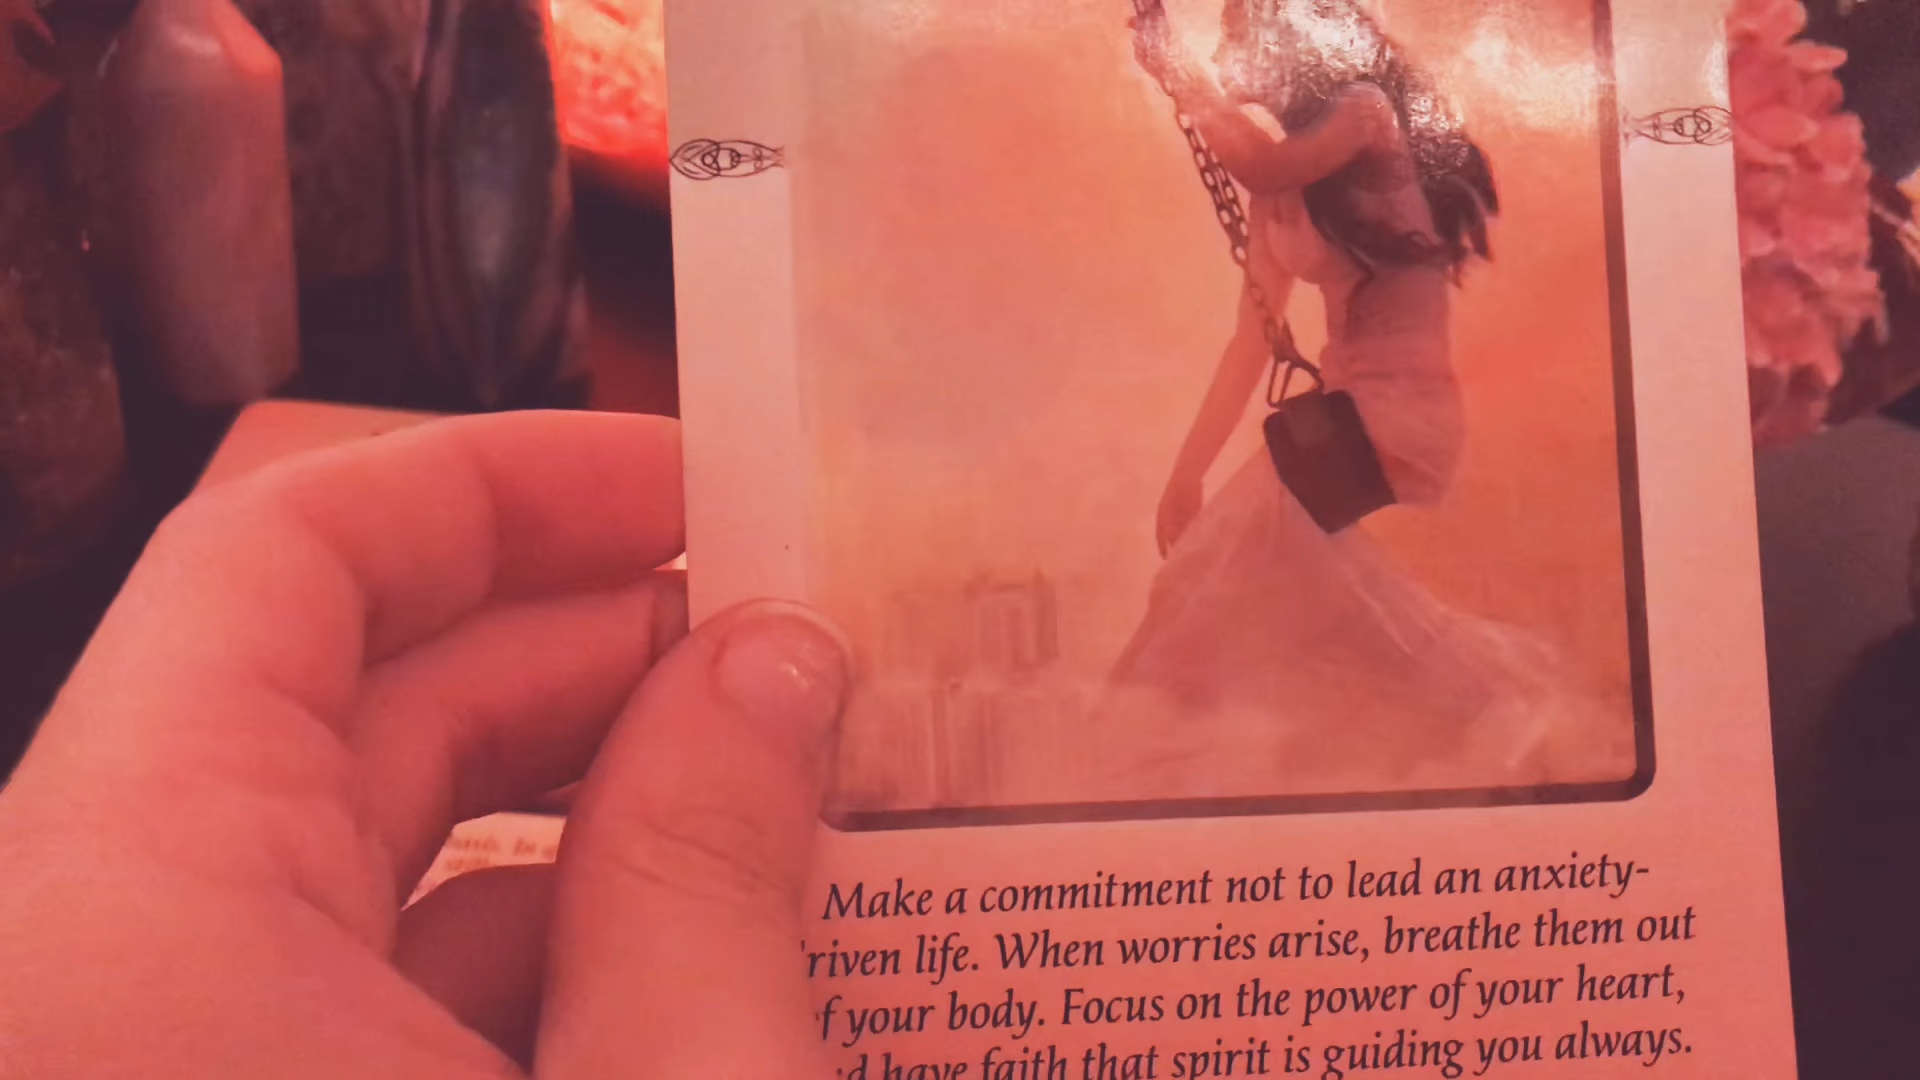 Make a commitment not to lead an anxiety-
riven life. When worries arise, breathe them out
f your body. Focus on the power of your heart,
d have faith that spirit is guiding you always.